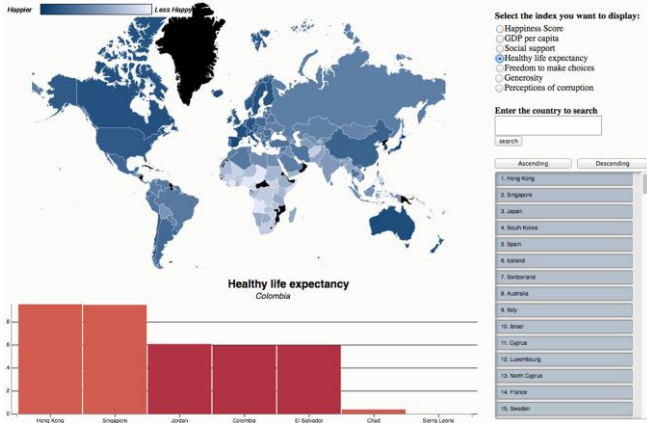 Happier
Less Happy
Select the index you want to display:
Happiness Score
GDP per capita
Social support
Healthy life expectancy
Freedom to make choices
Generosity
Perceptions of corruption
Enter the country to search
search
Ascending Descending
1. Hong Kong
2. Singapore
3. Japan
4. South Korea
5. Spain
6. Iceland
7. Switzerland
8. Australia
9. Italy
10. Israel
11. Cyprus
12. Luxembourg
13. North Cyprus
14. France
15. Sweden
Healthy life expectancy
Colombia
.8
.6
.4
.2
0
Hong Kong Singapore Jordan Colombia El Salvador Chad Sierra Leone